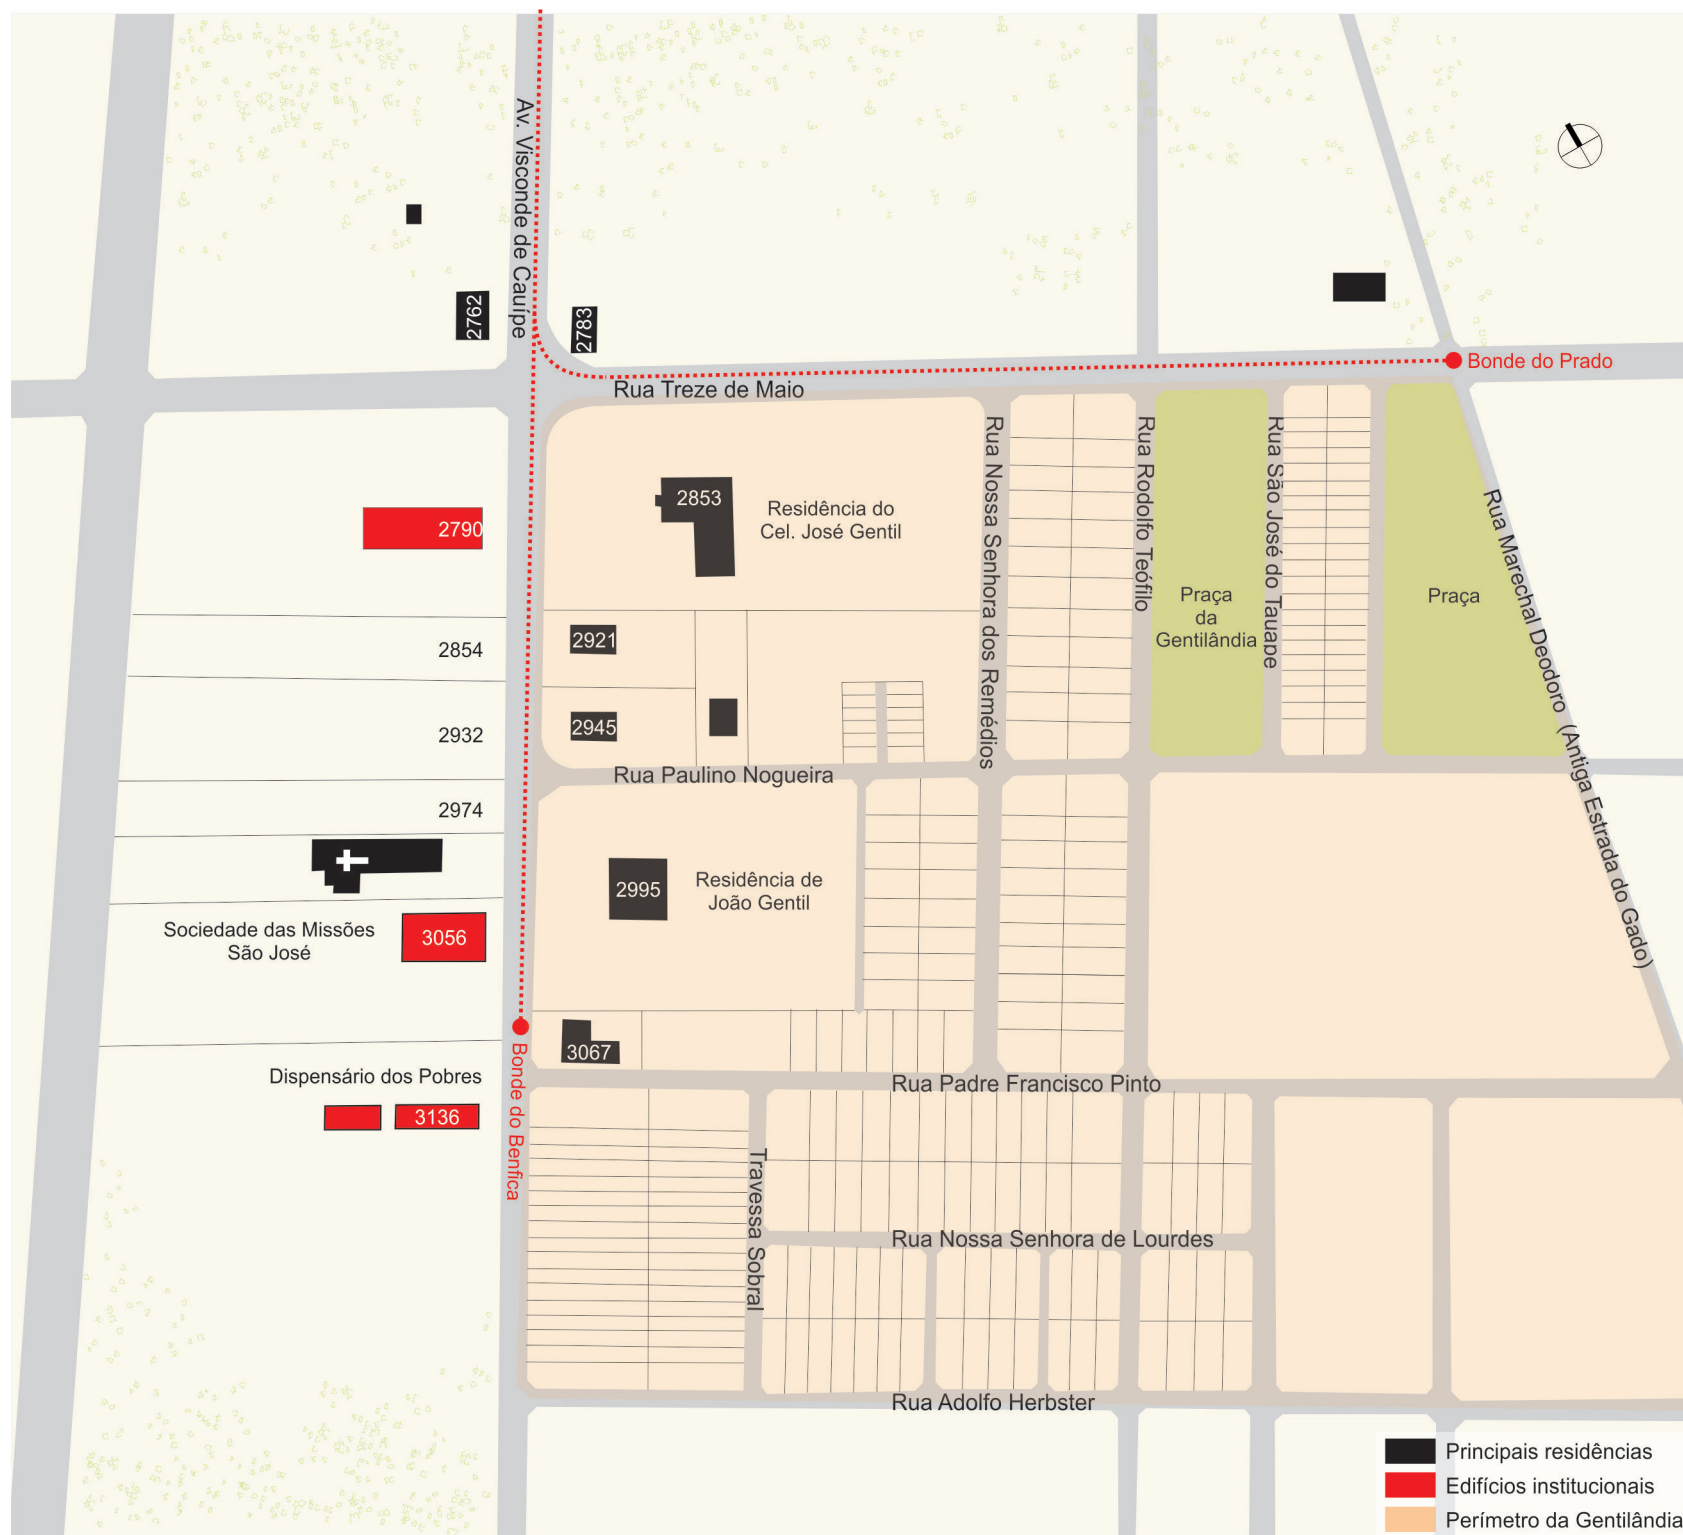 Av. Visconde de Cauípe
2762
2783
Bonde do Prado
Rua Treze de Maio
2853
Residência do
Cel. José Gentil
Rua Nossa Senhora dos Remédios
Rua Rodolfo Teófilo
Rua São José do Tauape
Rua Marechal Deodoro (Antiga Estrada do Gado)
2790
Praça
da
Gentilândia
Praça
2854
2921
2932
2945
Rua Paulino Nogueira
2974
2995
Residência de
João Gentil
Sociedade das Missões
São José
3056
3067
Bonde do Benfica
Dispensário dos Pobres
3136
Rua Padre Francisco Pinto
Travessa Sobral
Rua Nossa Senhora de Lourdes
Rua Adolfo Herbster
Principais residências
Edifícios institucionais
Perímetro da Gentilândia